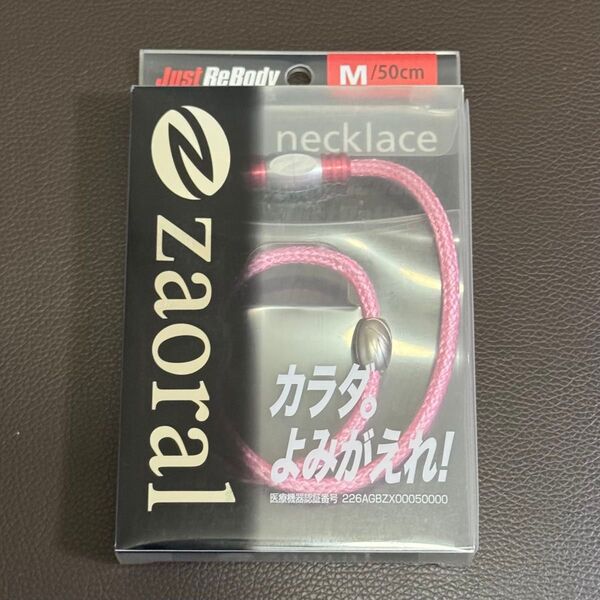 Just ReBody
M/50cm
necklace
zaoral
カラダ。
よみがえれ!
医療機器認証番号 226AGBZX00050000